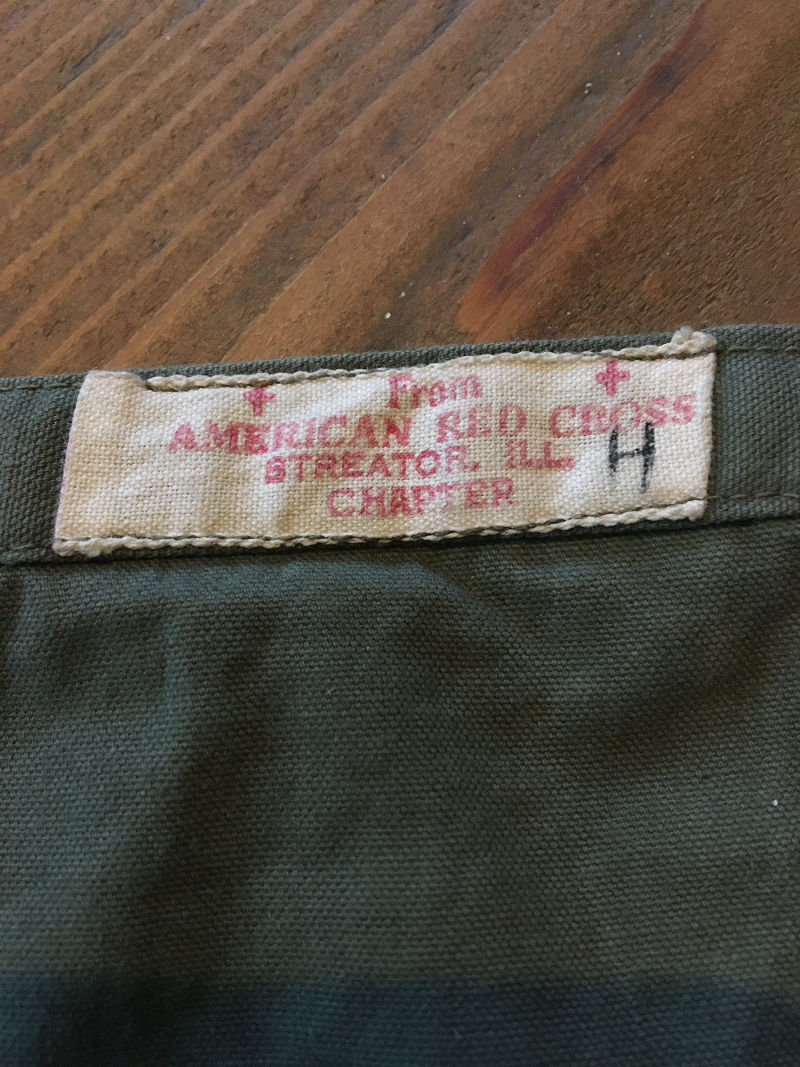 From
AMERICAN RED CROSS
STREATOR, ILL.
CHAPTER
H